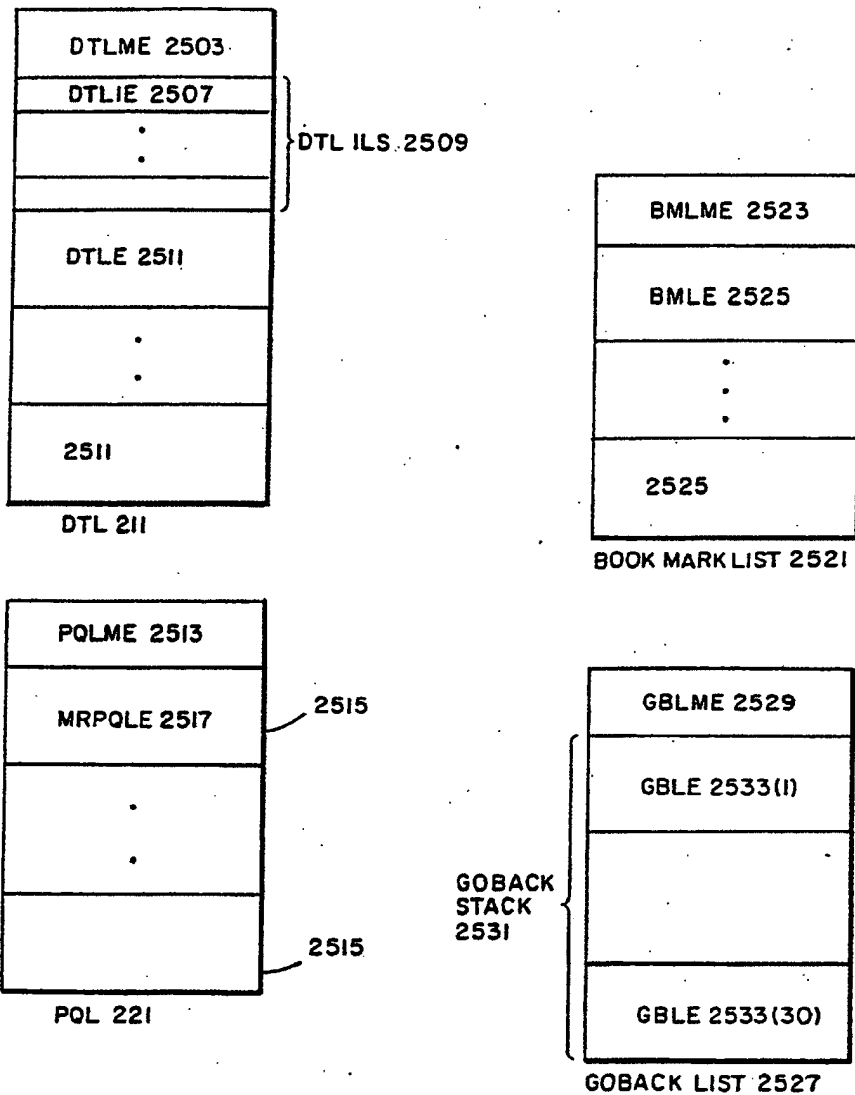 DTLME 2503
DTLIE 2507
DTL ILS 2509
DTLE 2511
2511
DTL 211
BMLME 2523
BMLE 2525
2525
BOOK MARK LIST 2521
PQLME 2513
MRPQLE 2517
2515
2515
PQL 221
GBLME 2529
GBLE 2533(1)
GOBACK
STACK
2531
GBLE 2533(30)
GOBACK LIST 2527